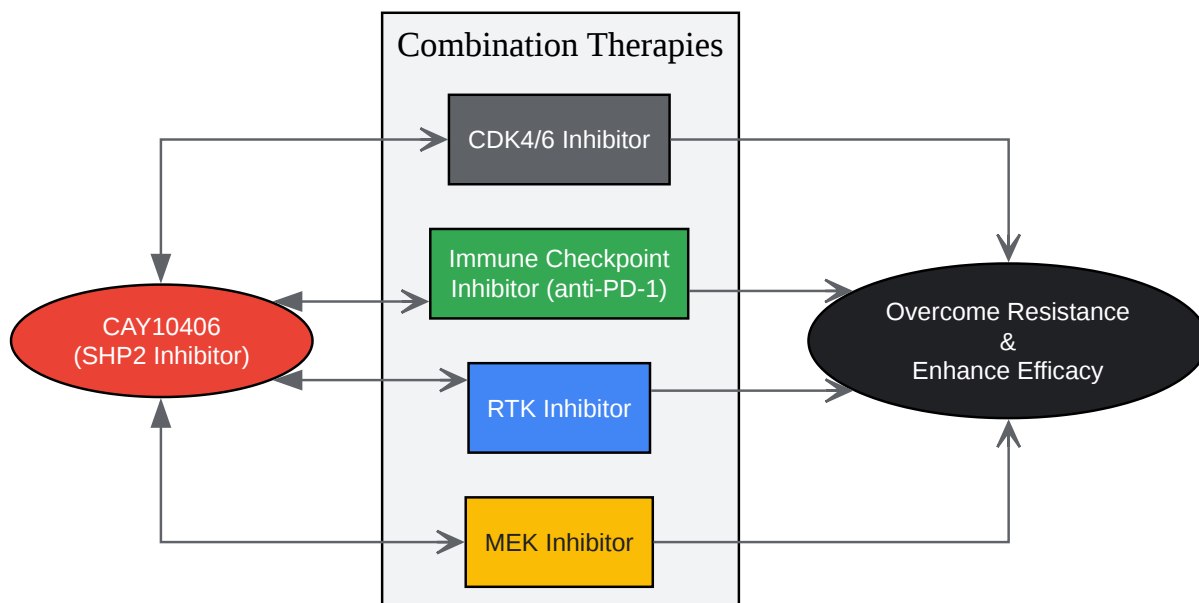 Combination Therapies
CDK4/6 Inhibitor
Immune Checkpoint
Inhibitor (anti-PD-1)
CAY10406
(SHP2 Inhibitor)
Overcome Resistance
&
Enhance Efficacy
RTK Inhibitor
MEK Inhibitor